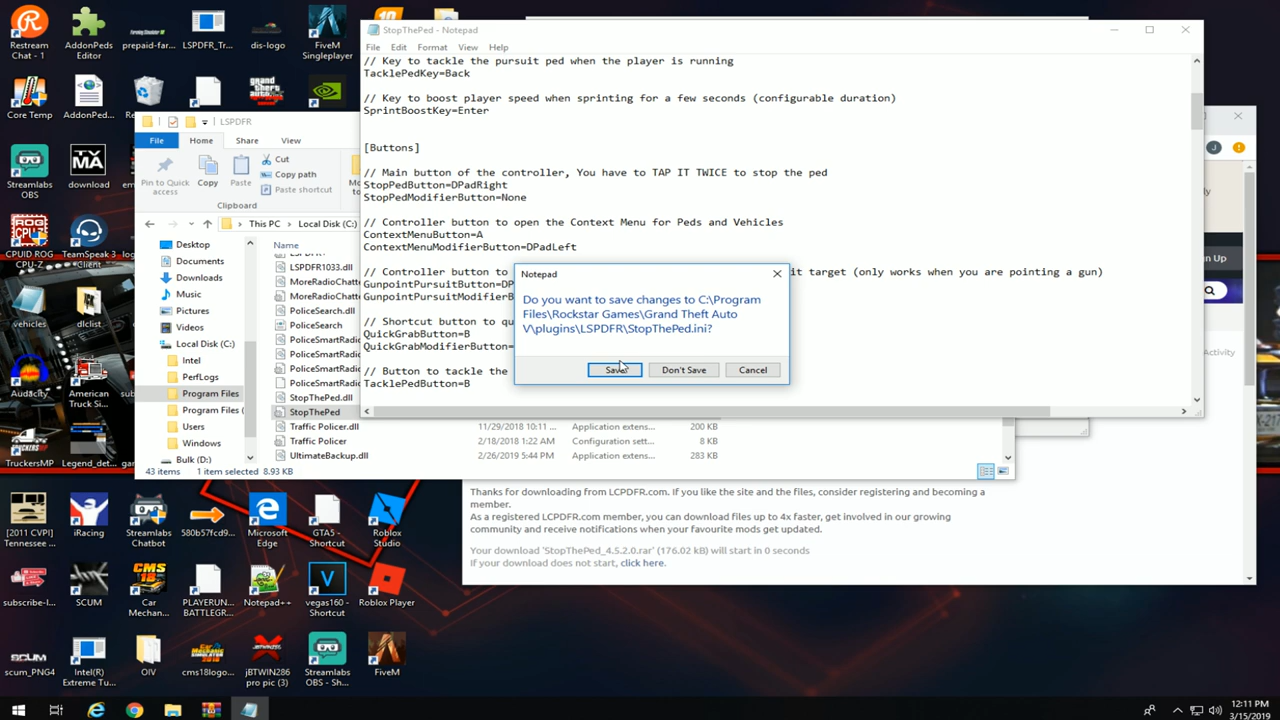 Restream Chat - 1
AddonPeds Editor
prepaid-far...
LSPDFR_Tr...
dis-logo
FiveM Singleplayer
Core Temp
AddonPed...
Streamlabs OBS
download
CPUID ROG CPU-Z
TeamSpeak 3 Client
vehicles
dlclist
Audacity
American Truck Si...
TruckersMP
Legend_det...
[2011 CVPI] Tennessee ...
iRacing
Streamlabs Chatbot
580b57fcd9...
Microsoft Edge
GTA5 - Shortcut
Roblox Studio
subscribe-l...
SCUM
Car Mechan...
PLAYERUN... BATTLEGR...
Notepad++
vegas160 - Shortcut
Roblox Player
scum_PNG4
Intel(R) Extreme Tu...
OIV
cms18logo...
jBTWIN286 pro pic (3)
Streamlabs OBS - Sh...
FiveM
StopThePed - Notepad
File Edit Format View Help
// Key to tackle the pursuit ped when the player is running
TacklePedKey=Back
// Key to boost player speed when sprinting for a few seconds (configurable duration)
SprintBoostKey=Enter
[Buttons]
// Main button of the controller, You have to TAP IT TWICE to stop the ped
StopPedButton=DPadRight
StopPedModifierButton=None
// Controller button to open the Context Menu for Peds and Vehicles
ContextMenuButton=A
ContextMenuModifierButton=DPadLeft
// Controller button to
it target (only works when you are pointing a gun)
GunpointPursuitButton=DP
GunpointPursuitModifierB
// Shortcut button to qu
QuickGrabButton=B
QuickGrabModifierButton=
// Button to tackle the
TacklePedButton=B
Notepad
Do you want to save changes to C:\Program
Files\Rockstar Games\Grand Theft Auto
V\plugins\LSPDFR\StopThePed.ini?
Save Don't Save Cancel
LSPDFR
File Home Share View
Pin to Quick access
Copy
Paste
Cut
Copy path
Paste shortcut
Clipboard
This PC Local Disk (C:)
Desktop
Documents
Downloads
Music
Pictures
Videos
Local Disk (C:)
Intel
PerfLogs
Program Files
Program Files (
Users
Windows
Bulk (D:)
Name
LSPDFR1033.dll
MoreRadioChatte
MoreRadioChatte
PoliceSearch.dll
PoliceSearch
PoliceSmartRadi
PoliceSmartRadi
PoliceSmartRadi
PoliceSmartRadi
StopThePed.dll
StopThePed
Traffic Policer.dll 11/29/2018 10:11 ... Application extens... 200 KB
Traffic Policer 2/18/2018 1:22 AM Configuration sett... 8 KB
UltimateBackup.dll 2/26/2019 5:44 PM Application extens... 283 KB
43 items 1 item selected 8.93 KB
Sign Up
Activity
Thanks for downloading from LCPDFR.com. If you like the site and the files, consider registering and becoming a
member.
As a registered LCPDFR.com member, you can download files up to 4x faster, get involved in our growing
community and receive notifications when your favourite mods get updated.
Your download 'StopThePed_4.5.2.0.rar' (176.02 kB) will start in 0 seconds
If your download does not start, click here.
12:11 PM
3/15/2019